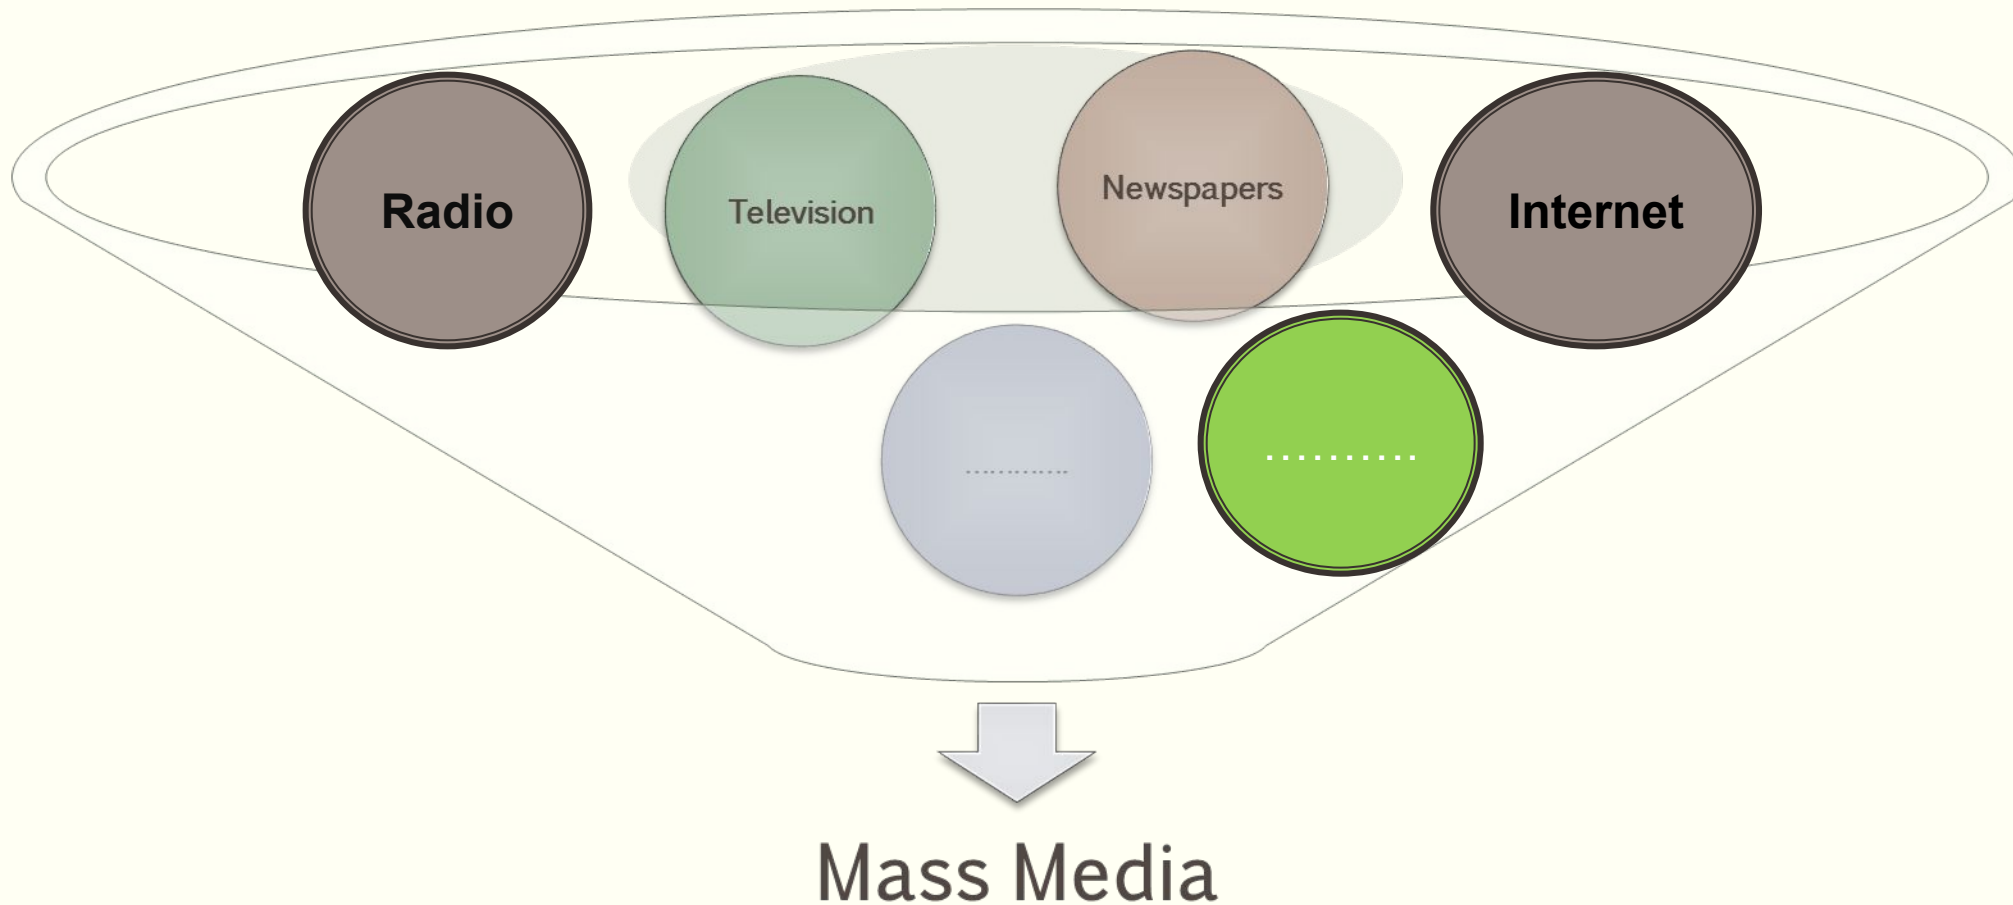 Radio
Television
Newspapers
Internet
.............
..........
Mass Media